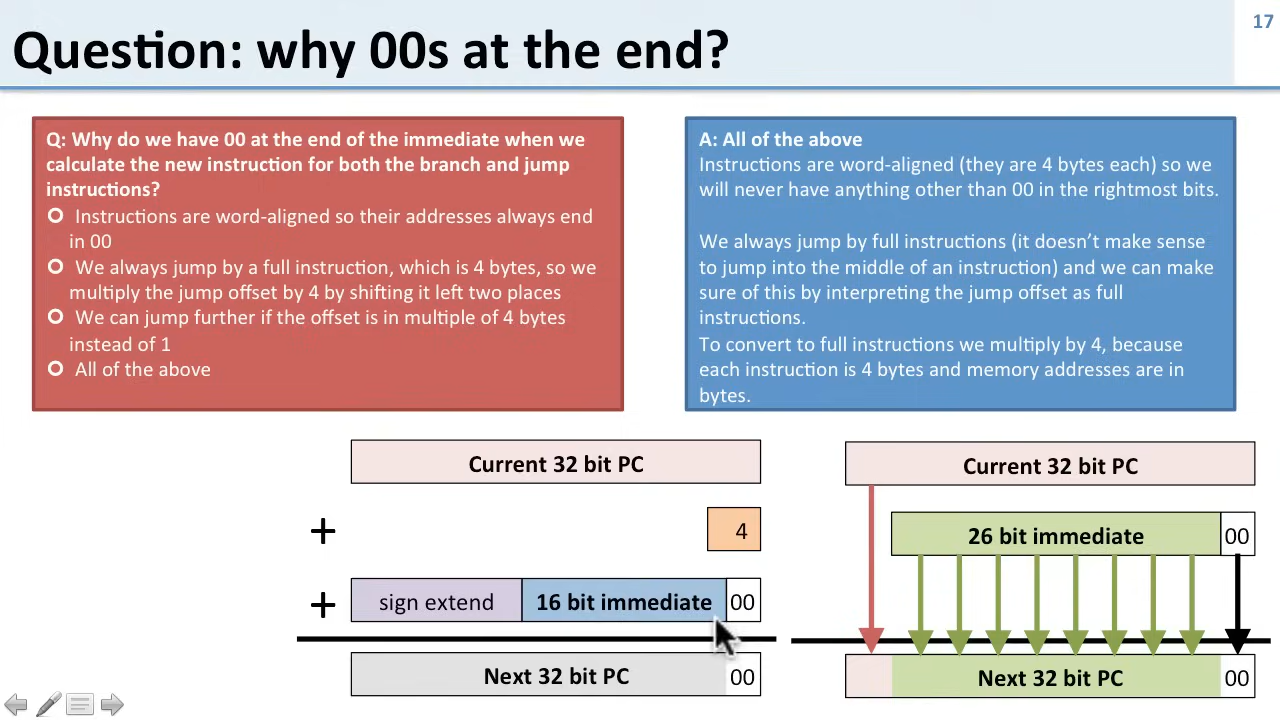 17
Question: why 00s at the end?
Q: Why do we have 00 at the end of the immediate when we
calculate the new instruction for both the branch and jump
instructions?
Instructions are word-aligned so their addresses always end
in 00
We always jump by a full instruction, which is 4 bytes, so we
multiply the jump offset by 4 by shifting it left two places
We can jump further if the offset is in multiple of 4 bytes
instead of 1
All of the above
A: All of the above
Instructions are word-aligned (they are 4 bytes each) so we
will never have anything other than 00 in the rightmost bits.
We always jump by full instructions (it doesn’t make sense
to jump into the middle of an instruction) and we can make
sure of this by interpreting the jump offset as full
instructions.
To convert to full instructions we multiply by 4, because
each instruction is 4 bytes and memory addresses are in
bytes.
Current 32 bit PC
+ 4
+ sign extend 16 bit immediate 00
Next 32 bit PC 00
Current 32 bit PC
26 bit immediate 00
Next 32 bit PC 00